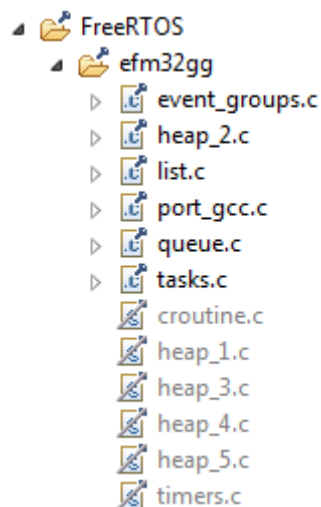 FreeRTOS
efm32gg
event_groups.c
heap_2.c
list.c
port_gcc.c
queue.c
tasks.c
croutine.c
heap_1.c
heap_3.c
heap_4.c
heap_5.c
timers.c